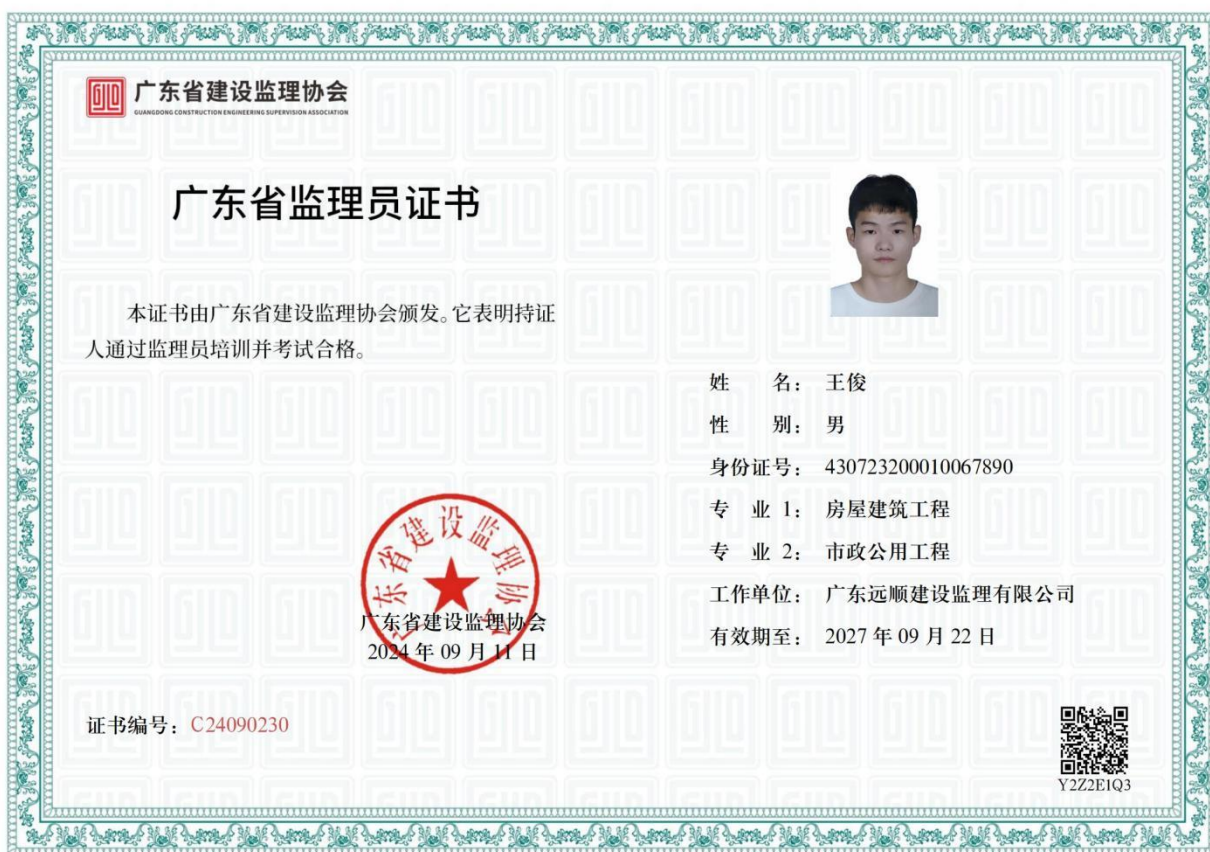 广东省建设监理协会
GUANGDONG CONSTRUCTION ENGINEERING SUPERVISION ASSOCIATION
广东省监理员证书
本证书由广东省建设监理协会颁发。它表明持证
人通过监理员培训并考试合格。
姓 名： 王俊
性 别： 男
身份证号： 430723200010067890
专 业 1： 房屋建筑工程
专 业 2： 市政公用工程
工作单位： 广东远顺建设监理有限公司
有效期至： 2027 年 09 月 22 日
广东省建设监理协会
广东省建设监理协会
2024 年 09 月 11 日
证书编号：C24090230
Y2Z2E1Q3